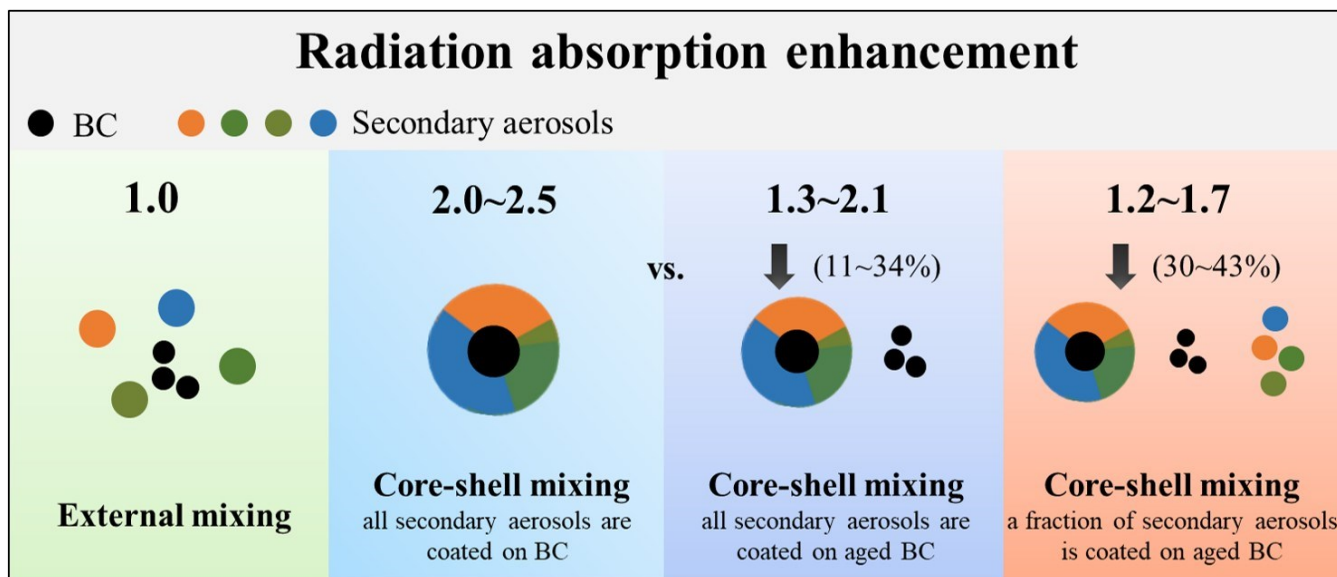 Radiation absorption enhancement
BC
Secondary aerosols
1.0
External mixing
2.0~2.5
Core-shell mixing
all secondary aerosols are
coated on BC
vs.
1.3~2.1
(11~34%)
Core-shell mixing
all secondary aerosols are
coated on aged BC
1.2~1.7
(30~43%)
Core-shell mixing
a fraction of secondary aerosols
is coated on aged BC